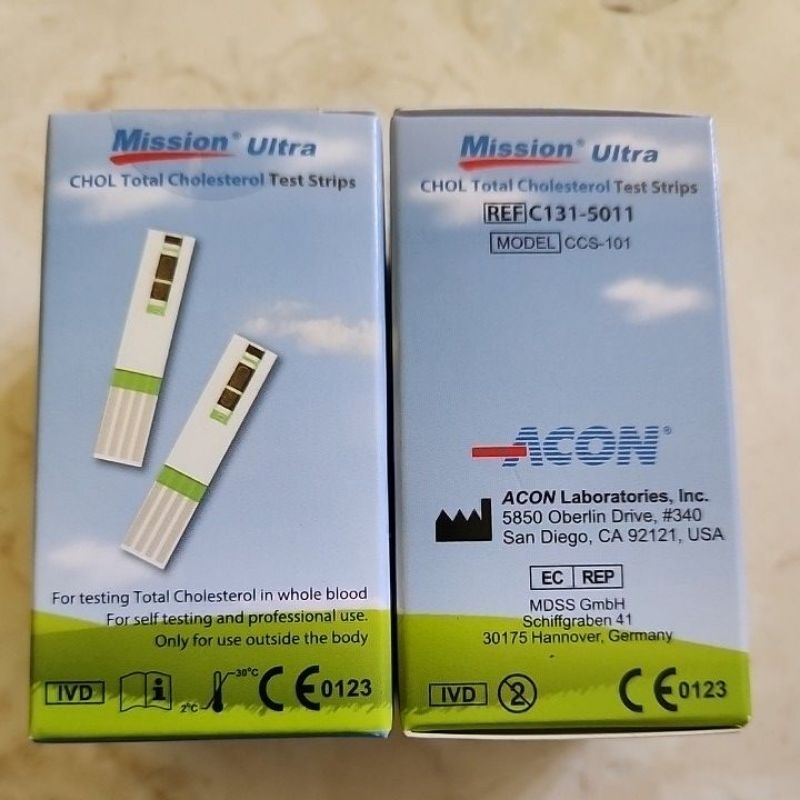 Mission® Ultra
CHOL Total Cholesterol Test Strips
For testing Total Cholesterol in whole blood
For self testing and professional use.
Only for use outside the body
IVD
i
2°C
30°C
CE 0123
Mission® Ultra
CHOL Total Cholesterol Test Strips
REF C131-5011
MODEL CCS-101
ACON®
ACON Laboratories, Inc.
5850 Oberlin Drive, #340
San Diego, CA 92121, USA
EC REP
MDSS GmbH
Schiffgraben 41
30175 Hannover, Germany
IVD
2
CE 0123